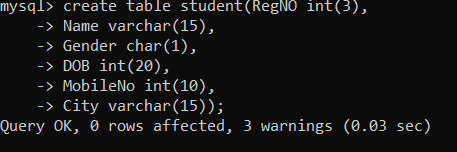 mysql> create table student(RegNO int(3),
    -> Name varchar(15),
    -> Gender char(1),
    -> DOB int(20),
    -> MobileNo int(10),
    -> City varchar(15));
Query OK, 0 rows affected, 3 warnings (0.03 sec)